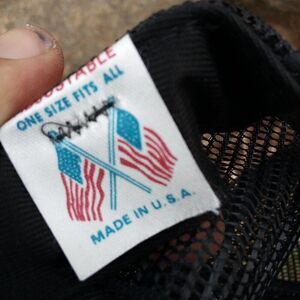 ADJUSTABLE
ONE SIZE FITS ALL
MADE IN U.S.A.